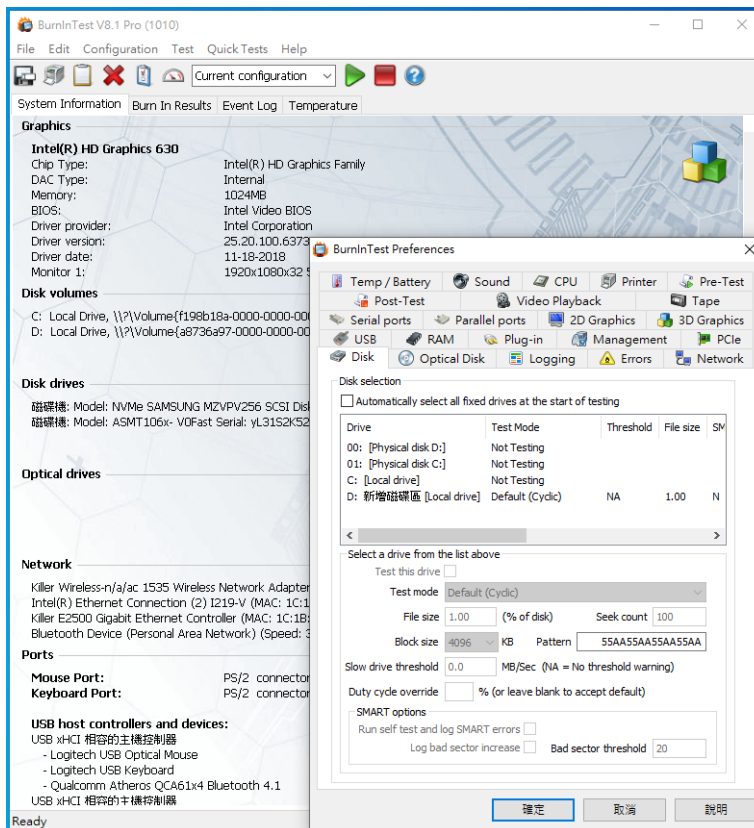 BurnInTest V8.1 Pro (1010)
File Edit Configuration Test Quick Tests Help
Current configuration
System Information Burn In Results Event Log Temperature
Graphics
Intel(R) HD Graphics 630
Chip Type: Intel(R) HD Graphics Family
DAC Type: Internal
Memory: 1024MB
BIOS: Intel Video BIOS
Driver provider: Intel Corporation
Driver version: 25.20.100.6373
Driver date: 11-18-2018
Monitor 1: 1920x1080x32
Disk volumes
C: Local Drive, \\?\Volume{f198b18a-0000-0000-00
D: Local Drive, \\?\Volume{a8736a97-0000-0000-00
Disk drives
磁碟機: Model: NVMe SAMSUNG MZVPV256 SCSI Disk
磁碟機: Model: ASMT106x- V0Fast Serial: yL31S2K52
Optical drives
Network
Killer Wireless-n/a/ac 1535 Wireless Network Adapter
Intel(R) Ethernet Connection (2) I219-V (MAC: 1C:1
Killer E2500 Gigabit Ethernet Controller (MAC: 1C:1B:
Bluetooth Device (Personal Area Network) (Speed: 3
Ports
Mouse Port: PS/2 connector
Keyboard Port: PS/2 connector
USB host controllers and devices:
USB xHCI 相容的主機控制器
- Logitech USB Optical Mouse
- Logitech USB Keyboard
- Qualcomm Atheros QCA61x4 Bluetooth 4.1
USB xHCI 相容的主機控制器
Ready
BurnInTest Preferences
Temp / Battery Sound CPU Printer Pre-Test
Post-Test Video Playback Tape
Serial ports Parallel ports 2D Graphics 3D Graphics
USB RAM Plug-in Management PCIe
Disk Optical Disk Logging Errors Network
Disk selection
Automatically select all fixed drives at the start of testing
Drive Test Mode Threshold File size SM
00: [Physical disk D:] Not Testing
01: [Physical disk C:] Not Testing
C: [Local drive] Not Testing
D: 新增磁碟區 [Local drive] Default (Cyclic) NA 1.00 N
Select a drive from the list above
Test this drive
Test mode Default (Cyclic)
File size 1.00 (% of disk) Seek count 100
Block size 4096 KB Pattern 55AA55AA55AA55AA
Slow drive threshold 0.0 MB/Sec (NA = No threshold warning)
Duty cycle override % (or leave blank to accept default)
SMART options
Run self test and log SMART errors
Log bad sector increase Bad sector threshold 20
確定 取消 說明